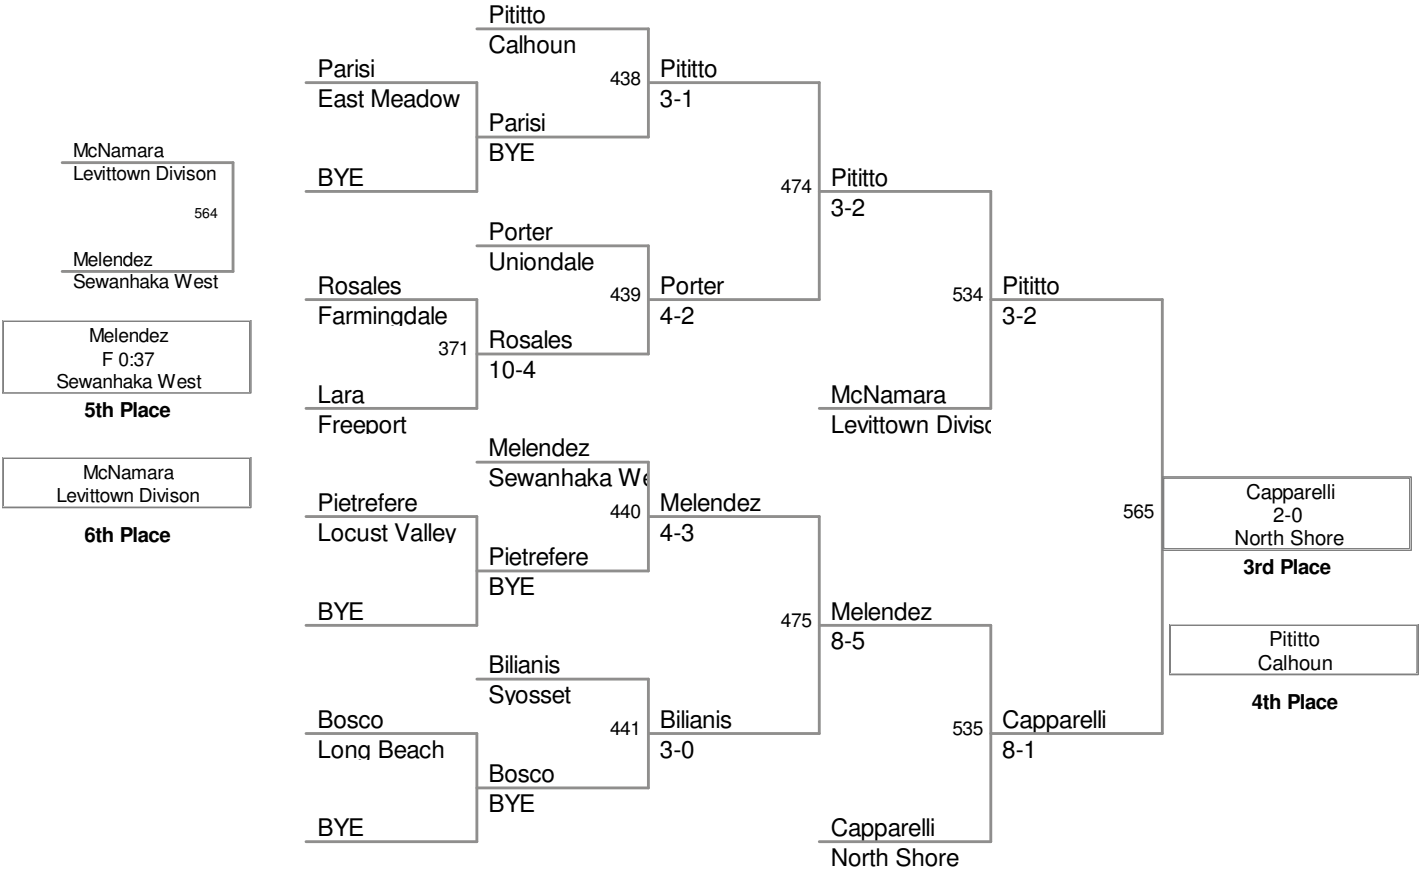 McNamara
Levittown Divison
564
Melendez
Sewanhaka West
Melendez
F 0:37
Sewanhaka West
5th Place
McNamara
Levittown Divison
6th Place
Parisi
East Meadow
BYE
Rosales
Farmingdale
371
Lara
Freeport
Pietrefere
Locust Valley
BYE
Bosco
Long Beach
BYE
Pititto
Calhoun
438
Parisi
BYE
Porter
Uniondale
439
Rosales
10-4
Melendez
Sewanhaka We
440
Pietrefere
BYE
Bilianis
Syosset
441
Bosco
BYE
Pititto
3-1
474
Porter
4-2
Melendez
4-3
475
Bilianis
3-0
Pititto
3-2
534
McNamara
Levittown Divisc
Melendez
8-5
535
Capparelli
North Shore
Pititto
3-2
565
Capparelli
8-1
Capparelli
2-0
North Shore
3rd Place
Pititto
Calhoun
4th Place